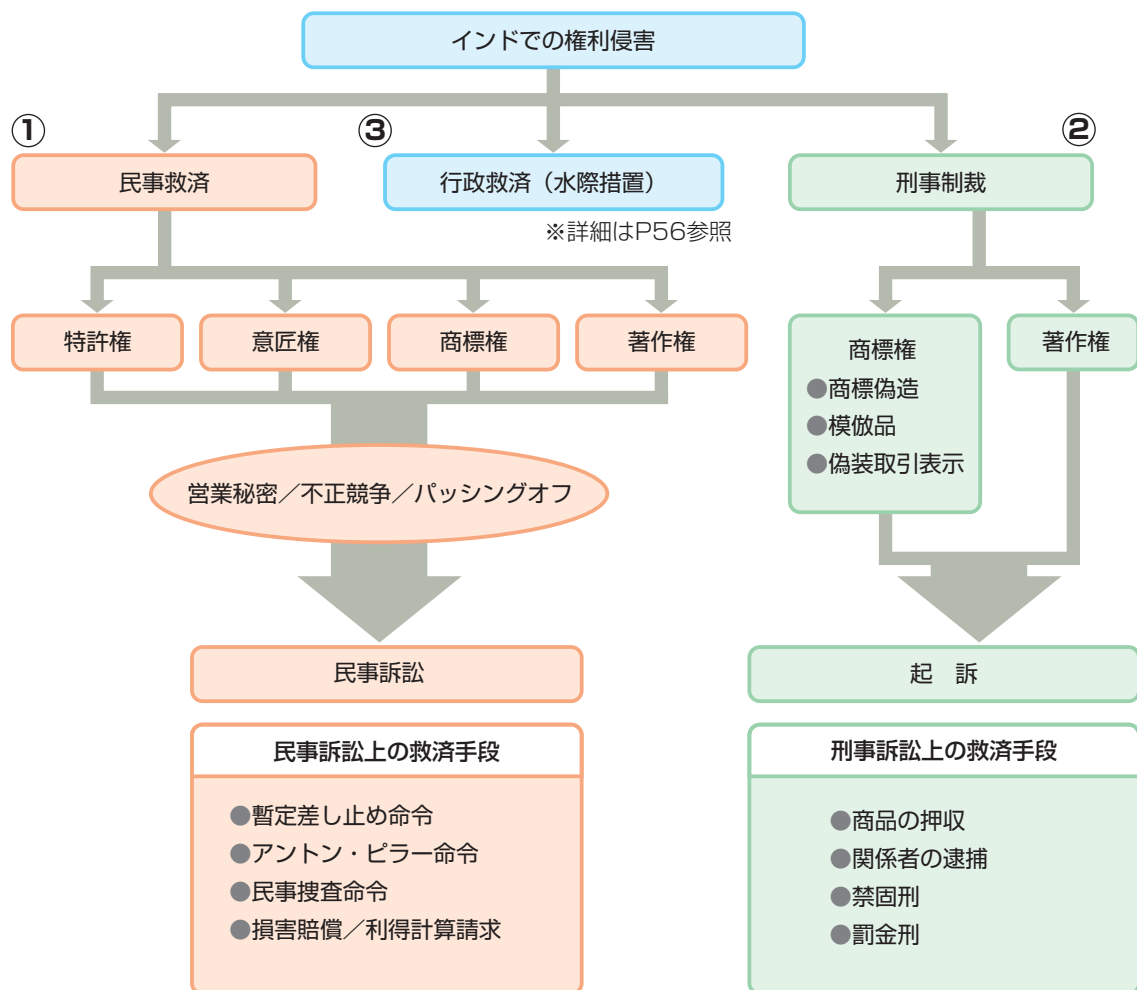 インドでの権利侵害
①
民事救済
③
行政救済（水際措置）
※詳細はP56参照
②
刑事制裁
特許権
意匠権
商標権
著作権
営業秘密／不正競争／パッシングオフ
商標権
●商標偽造
●模倣品
●偽装取引表示
著作権
民事訴訟
民事訴訟上の救済手段
●暫定差し止め命令
●アントン・ピラー命令
●民事捜査命令
●損害賠償／利得計算請求
起　訴
刑事訴訟上の救済手段
●商品の押収
●関係者の逮捕
●禁固刑
●罰金刑